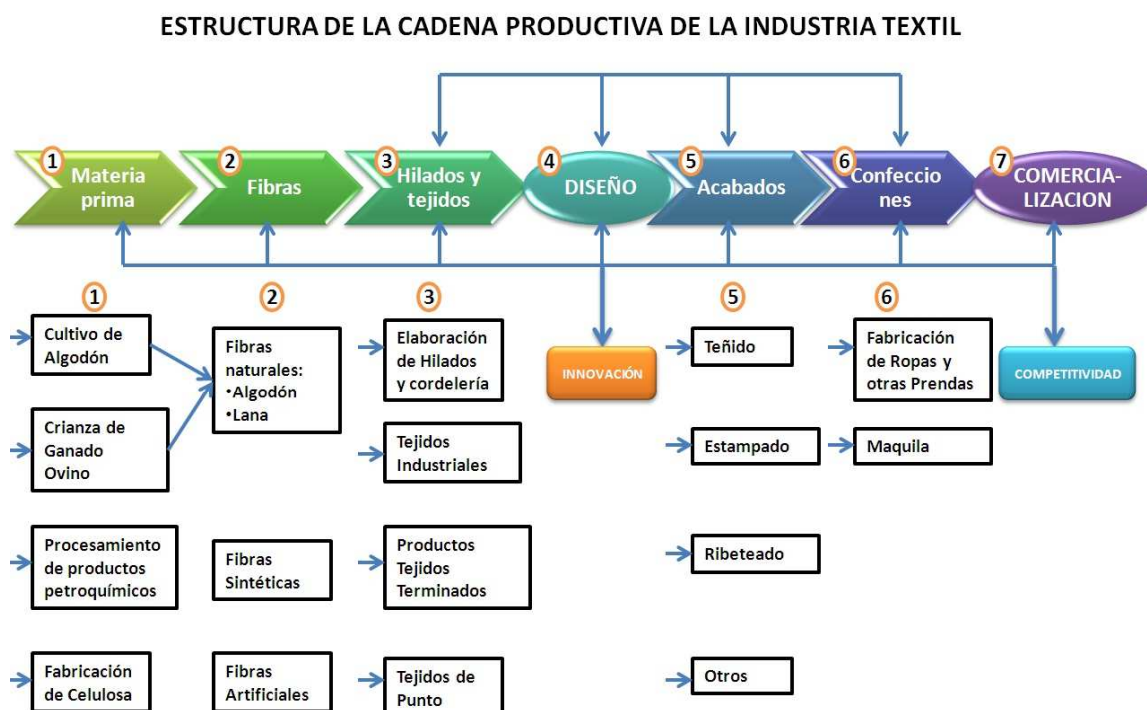 ESTRUCTURA DE LA CADENA PRODUCTIVA DE LA INDUSTRIA TEXTIL
1
Materia
prima
2
Fibras
3
Hilados y
tejidos
4
DISEÑO
5
Acabados
6
Confeccio
nes
7
COMERCIA-
LIZACION
1
Cultivo de
Algodón
Crianza de
Ganado
Ovino
Procesamiento
de productos
petroquímicos
Fabricación
de Celulosa
2
Fibras
naturales:
•Algodón
•Lana
Fibras
Sintéticas
Fibras
Artificiales
3
Elaboración
de Hilados
y cordelería
Tejidos
Industriales
Productos
Tejidos
Terminados
Tejidos de
Punto
INNOVACIÓN
5
Teñido
Estampado
Ribeteado
Otros
6
Fabricación
de Ropas y
otras Prendas
Maquila
COMPETITIVIDAD